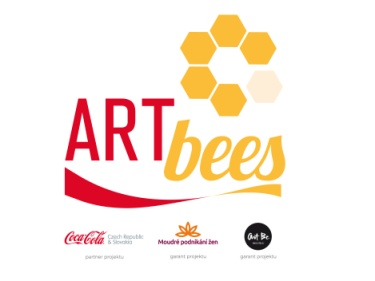 ART
bees
Coca-Cola Czech Republic
& Slovakia
Moudré podnikání žen
partner projektu
garant projektu
garant projektu